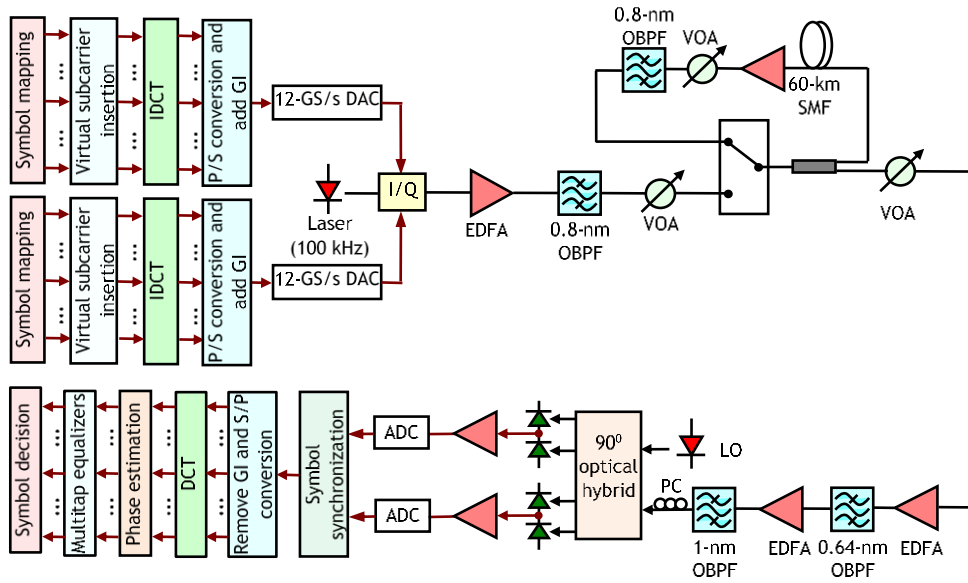 Symbol mapping
Virtual subcarrier
insertion
IDCT
P/S conversion and
add GI
12-GS/s DAC
Laser
(100 kHz)
I/Q
EDFA
0.8-nm
OBPF
VOA
0.8-nm
OBPF
VOA
60-km
SMF
VOA
Symbol mapping
Virtual subcarrier
insertion
IDCT
P/S conversion and
add GI
12-GS/s DAC
Symbol decision
Multitap equalizers
Phase estimation
DCT
Remove GI and S/P
conversion
Symbol
synchronization
ADC
ADC
90⁰
optical
hybrid
LO
PC
1-nm
OBPF
EDFA
0.64-nm
OBPF
EDFA